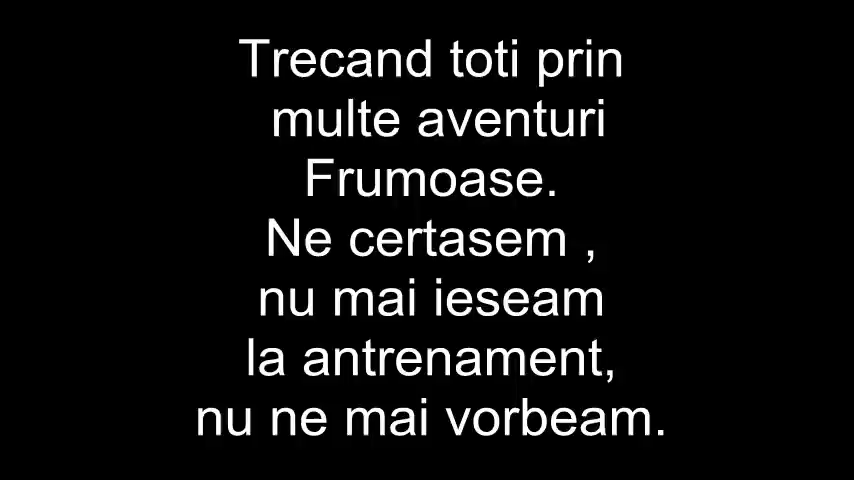 Trecand toti prin
multe aventuri
Frumoase.
Ne certasem ,
nu mai ieseam
la antrenament,
nu ne mai vorbeam.